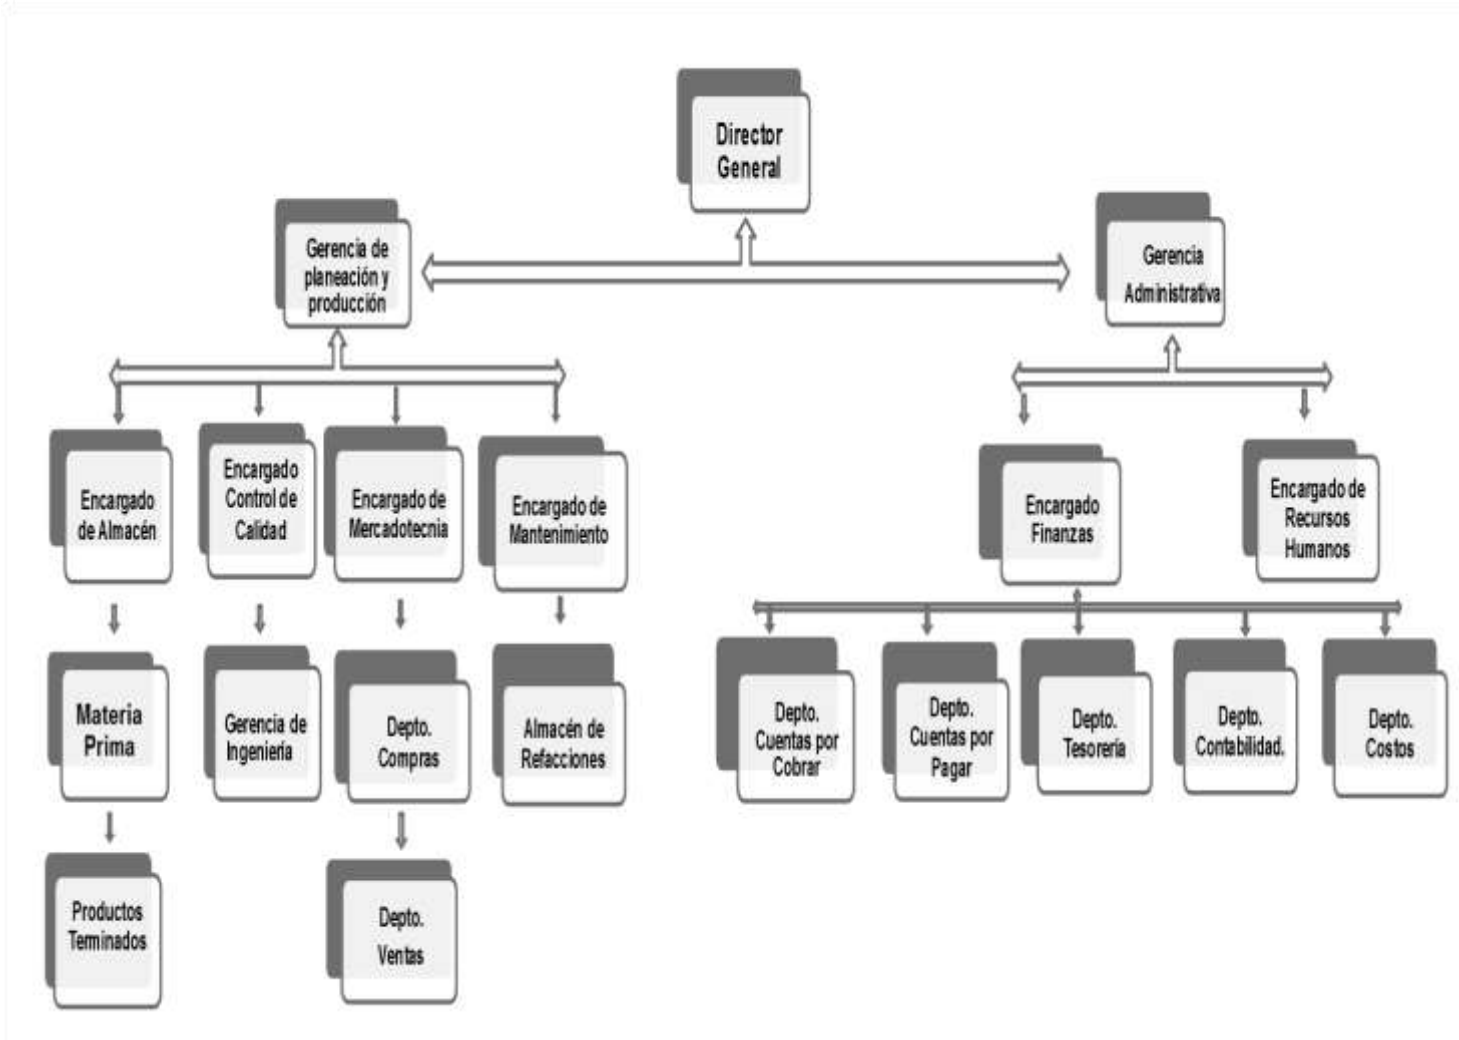 Director
General
Gerencia de
planeación y
producción
Gerencia
Administrativa
Encargado
de Almacén
Encargado
Control de
Calidad
Encargado de
Mercadotecnia
Encargado de
Mantenimiento
Encargado
Finanzas
Encargado de
Recursos
Humanos
Materia
Prima
Gerencia de
Ingeniería
Depto.
Compras
Almacén de
Refacciones
Depto.
Cuentas por
Cobrar
Depto.
Cuentas por
Pagar
Depto.
Tesorería
Depto.
Contabilidad.
Depto.
Costos
Productos
Terminados
Depto.
Ventas